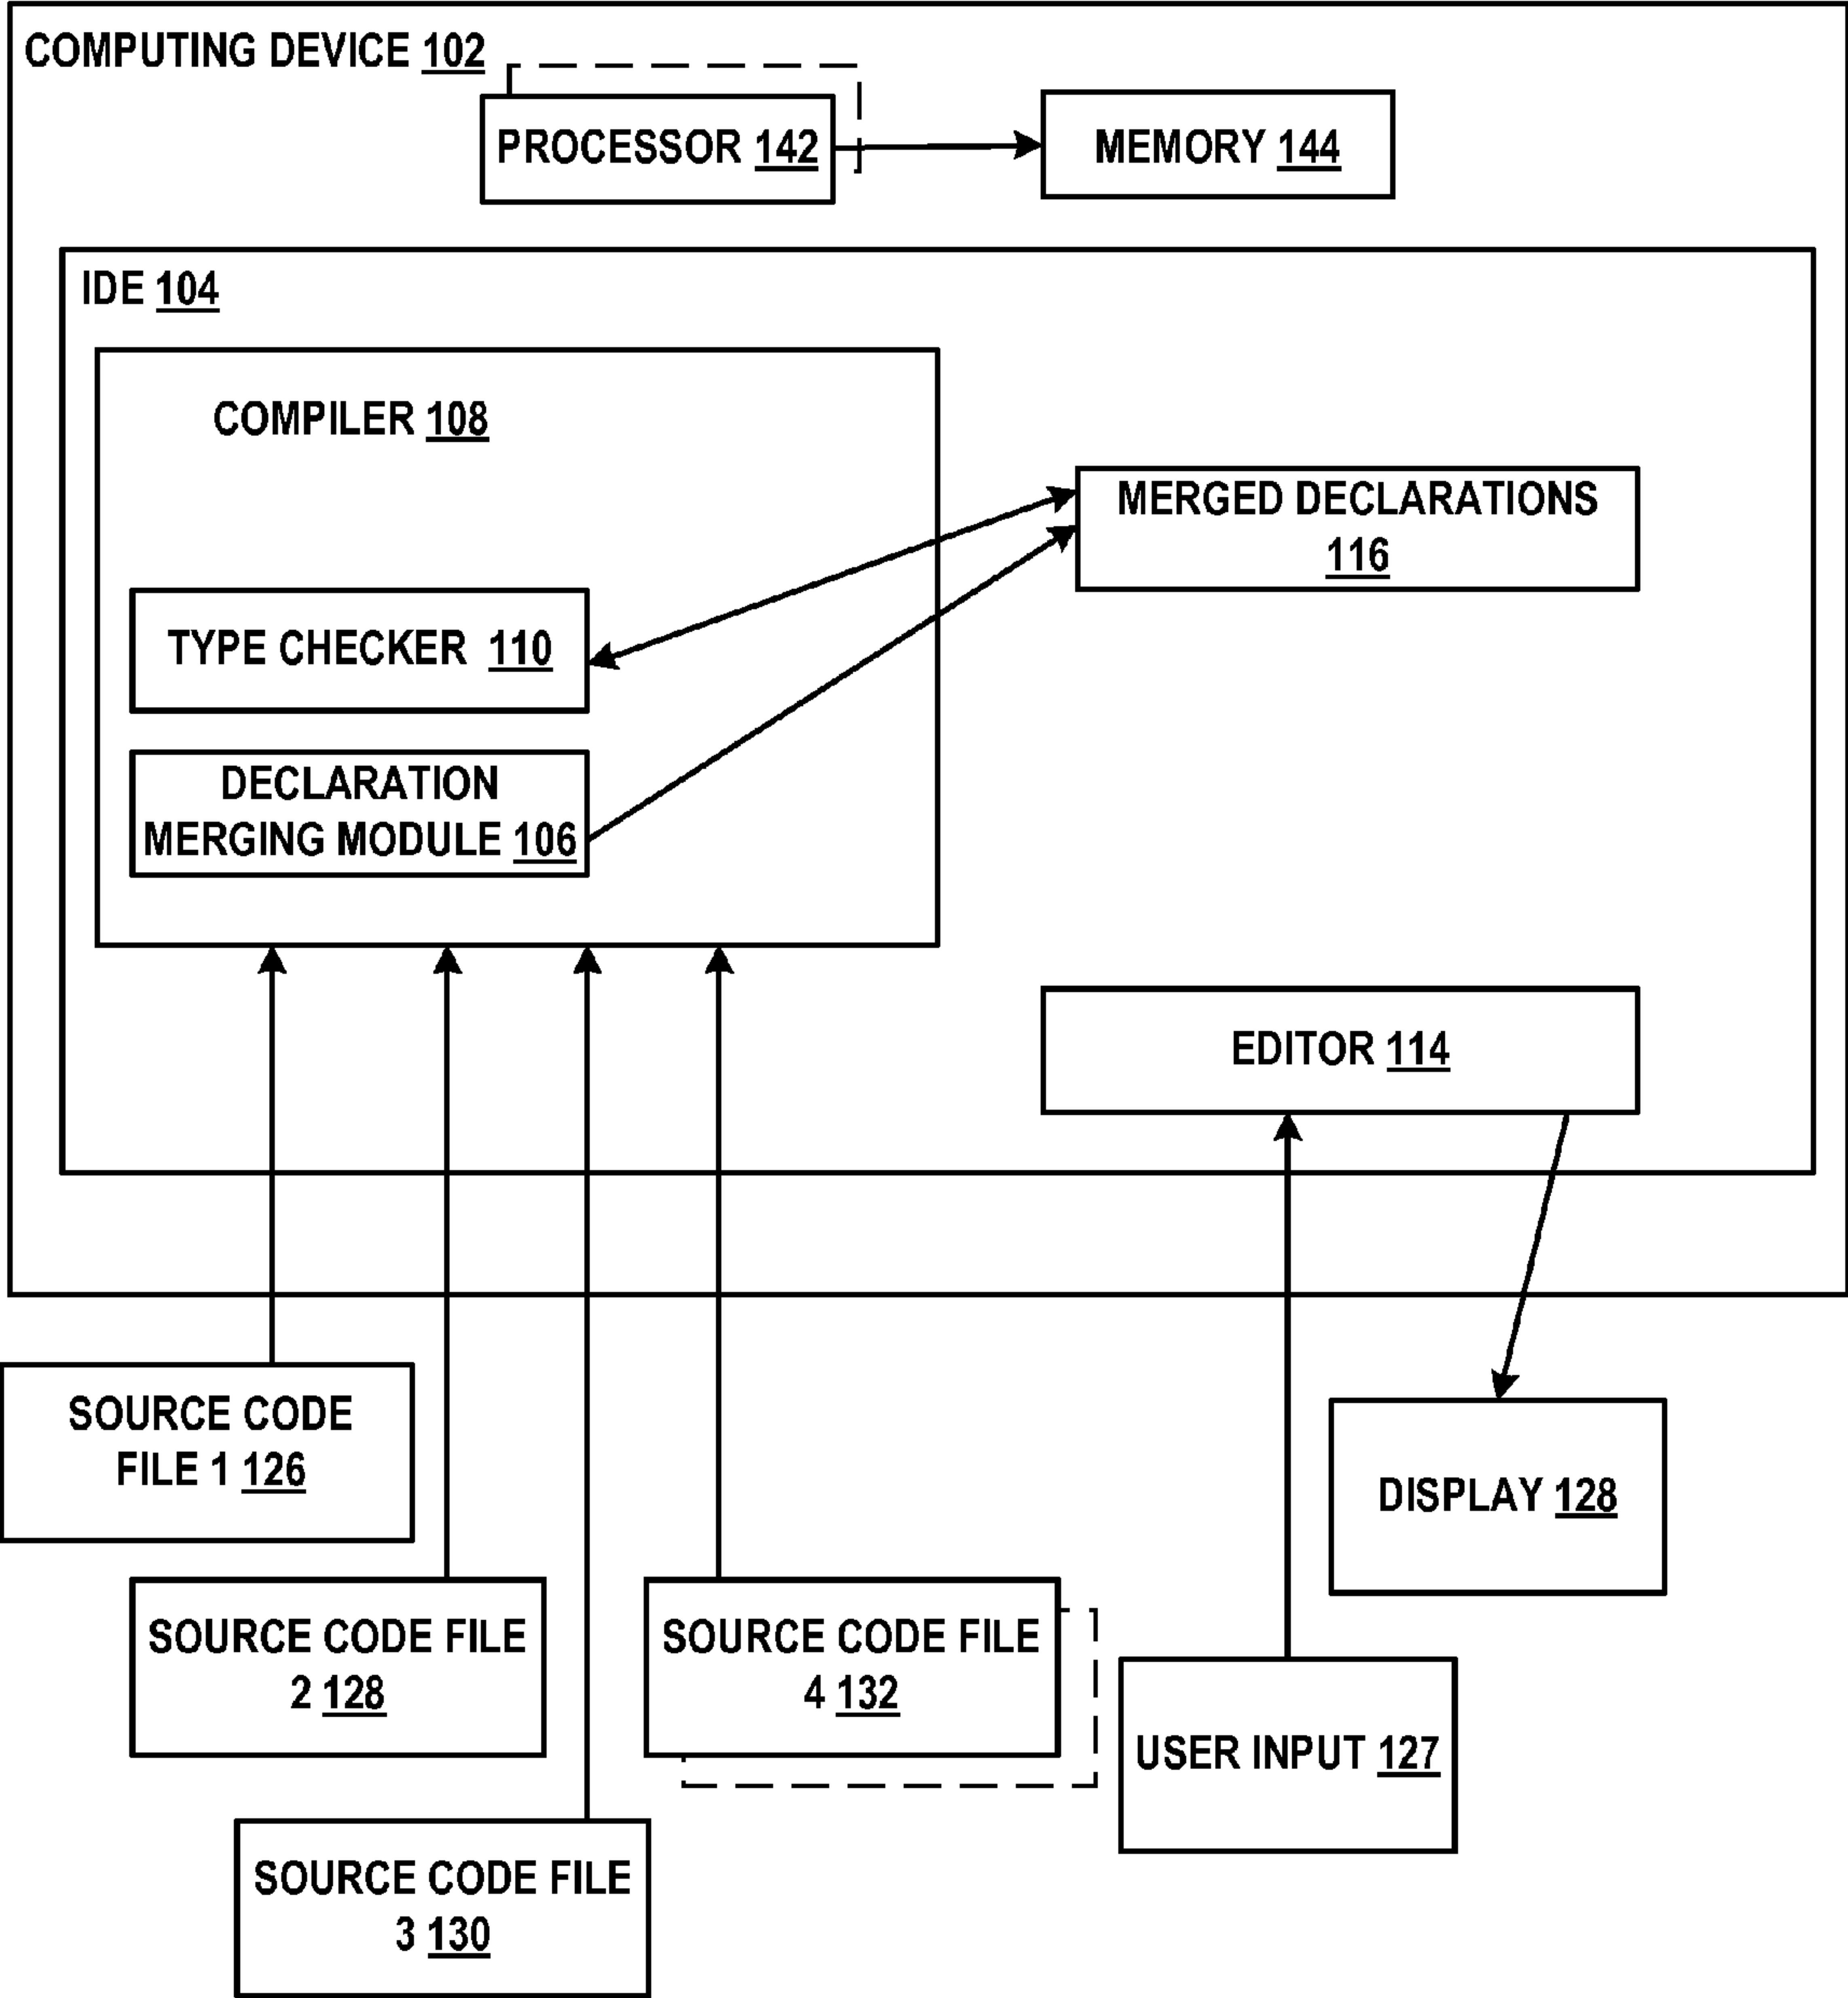 COMPUTING DEVICE 102
PROCESSOR 142
MEMORY 144
IDE 104
COMPILER 108
MERGED DECLARATIONS
116
TYPE CHECKER 110
DECLARATION
MERGING MODULE 106
EDITOR 114
SOURCE CODE
FILE 1 126
DISPLAY 128
SOURCE CODE FILE
2 128
SOURCE CODE FILE
4 132
USER INPUT 127
SOURCE CODE FILE
3 130